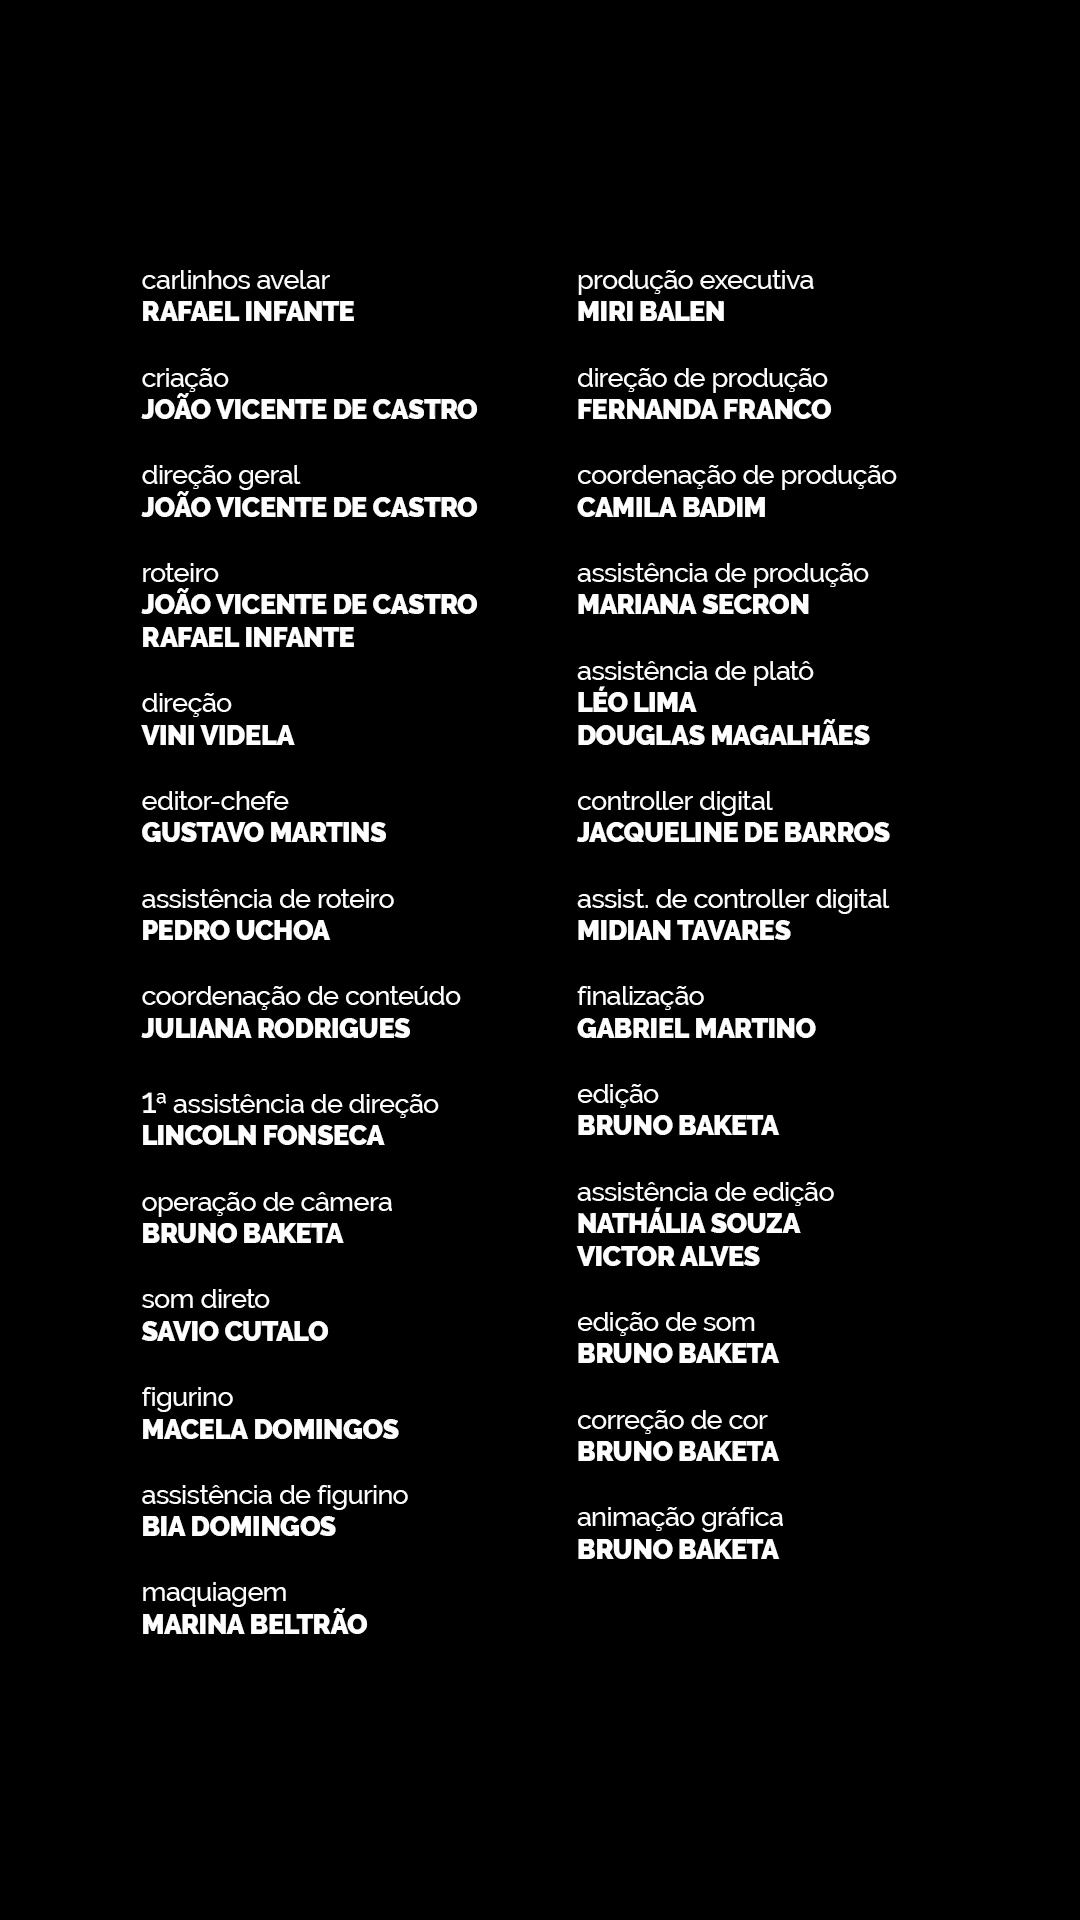 carlinhos avelar
RAFAEL INFANTE
criação
JOÃO VICENTE DE CASTRO
direção geral
JOÃO VICENTE DE CASTRO
roteiro
JOÃO VICENTE DE CASTRO
RAFAEL INFANTE
direção
VINI VIDELA
editor-chefe
GUSTAVO MARTINS
assistência de roteiro
PEDRO UCHOA
coordenação de conteúdo
JULIANA RODRIGUES
1ª assistência de direção
LINCOLN FONSECA
operação de câmera
BRUNO BAKETA
som direto
SAVIO CUTALO
figurino
MACELA DOMINGOS
assistência de figurino
BIA DOMINGOS
maquiagem
MARINA BELTRÃO
produção executiva
MIRI BALEN
direção de produção
FERNANDA FRANCO
coordenação de produção
CAMILA BADIM
assistência de produção
MARIANA SECRON
assistência de platô
LÉO LIMA
DOUGLAS MAGALHÃES
controller digital
JACQUELINE DE BARROS
assist. de controller digital
MIDIAN TAVARES
finalização
GABRIEL MARTINO
edição
BRUNO BAKETA
assistência de edição
NATHÁLIA SOUZA
VICTOR ALVES
edição de som
BRUNO BAKETA
correção de cor
BRUNO BAKETA
animação gráfica
BRUNO BAKETA